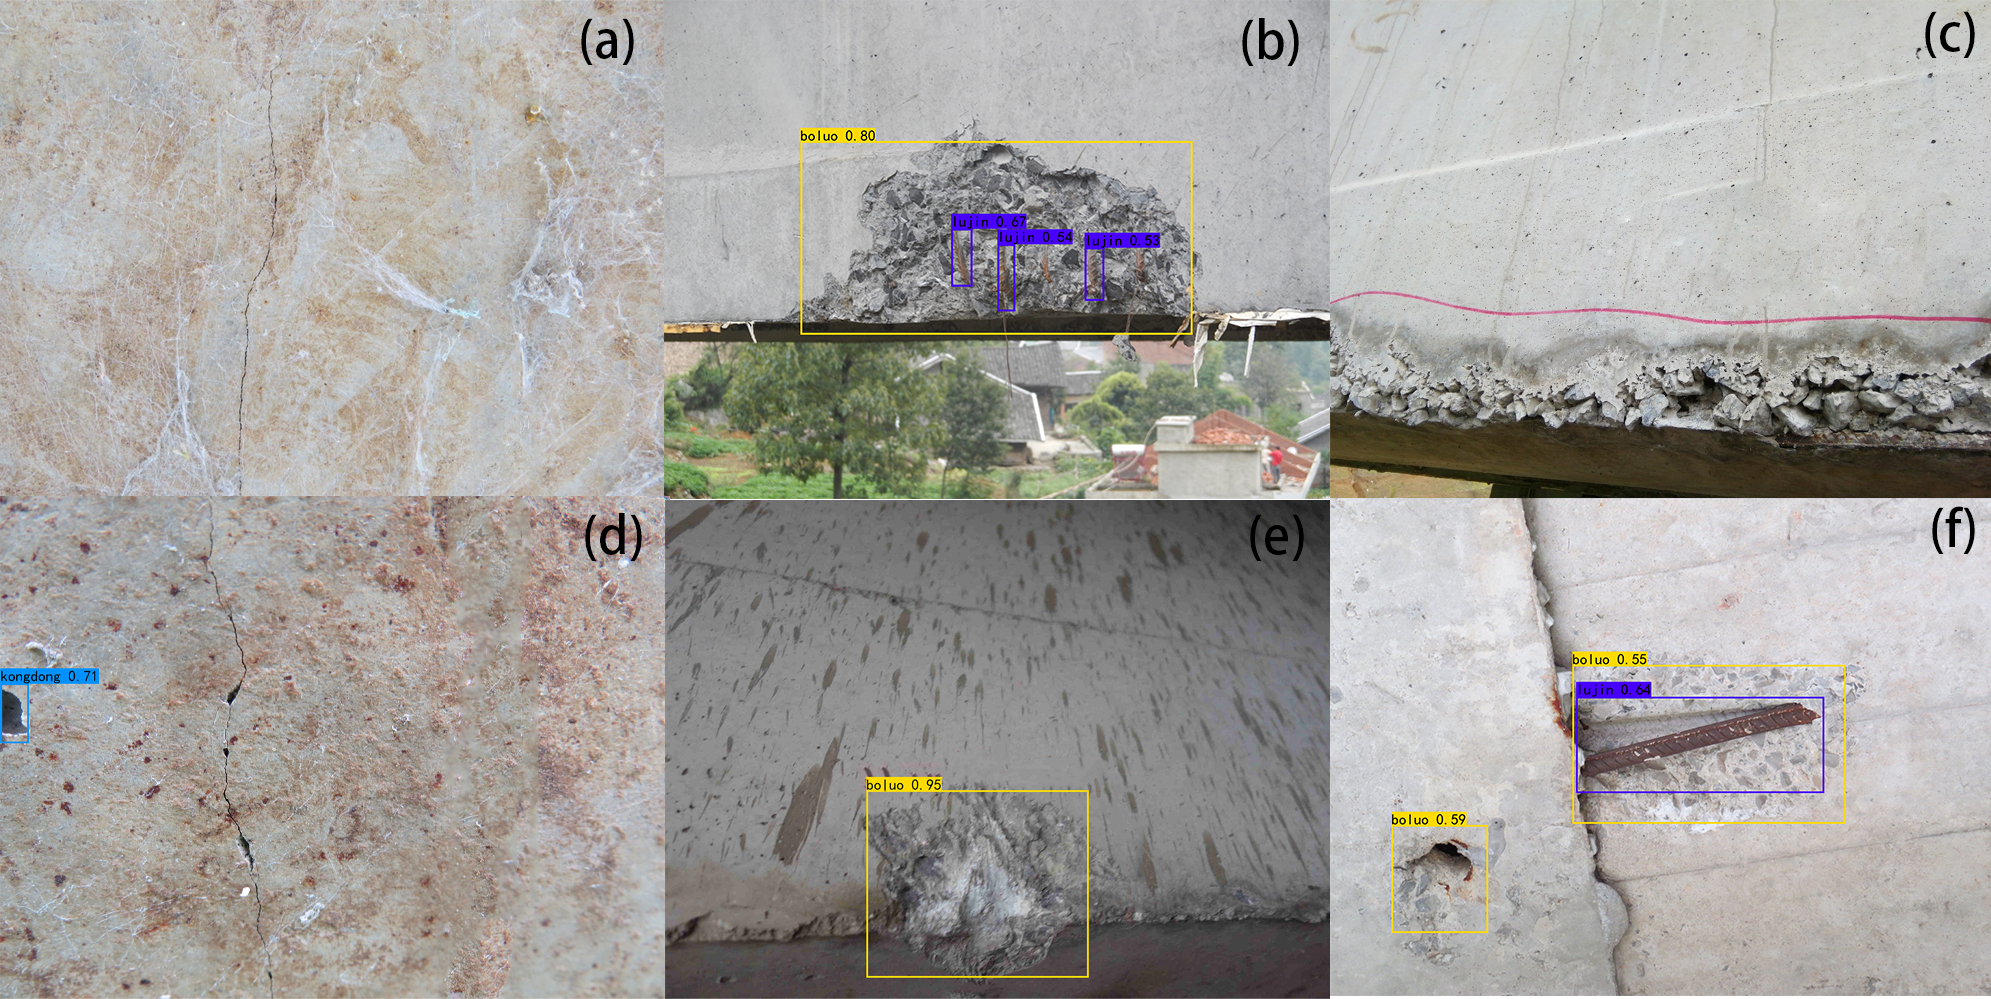 (a)
(b)
(c)
boluo 0.80
lujin 0.67
lujin 0.54
lujin 0.53
(d)
(e)
(f)
kongdong 0.71
boluo 0.95
boluo 0.55
lujin 0.64
boluo 0.59